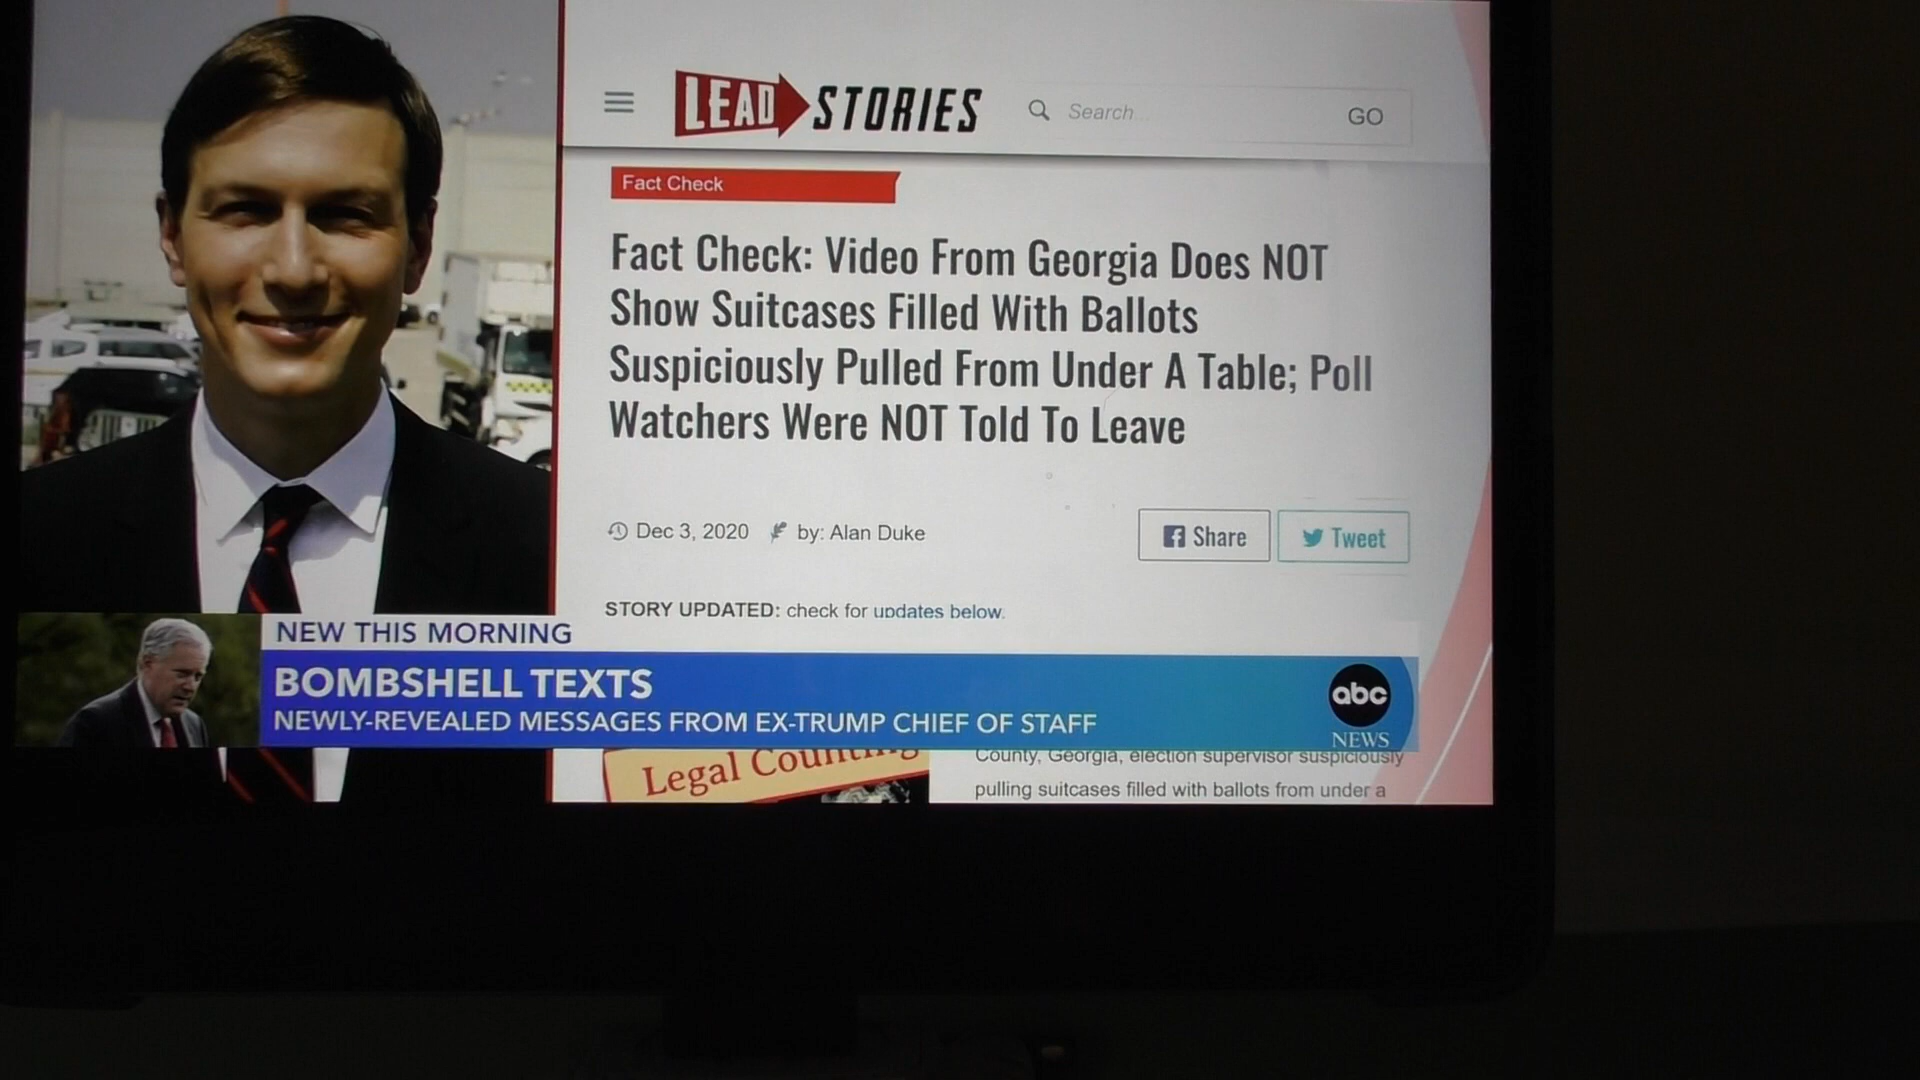 LEAD STORIES
Search...
GO
Fact Check
Fact Check: Video From Georgia Does NOT
Show Suitcases Filled With Ballots
Suspiciously Pulled From Under A Table; Poll
Watchers Were NOT Told To Leave
Dec 3, 2020 by: Alan Duke
Share
Tweet
STORY UPDATED: check for updates below.
NEW THIS MORNING
BOMBSHELL TEXTS
NEWLY-REVEALED MESSAGES FROM EX-TRUMP CHIEF OF STAFF
abc
NEWS
Legal Counting
County, Georgia, election supervisor suspiciously
pulling suitcases filled with ballots from under a